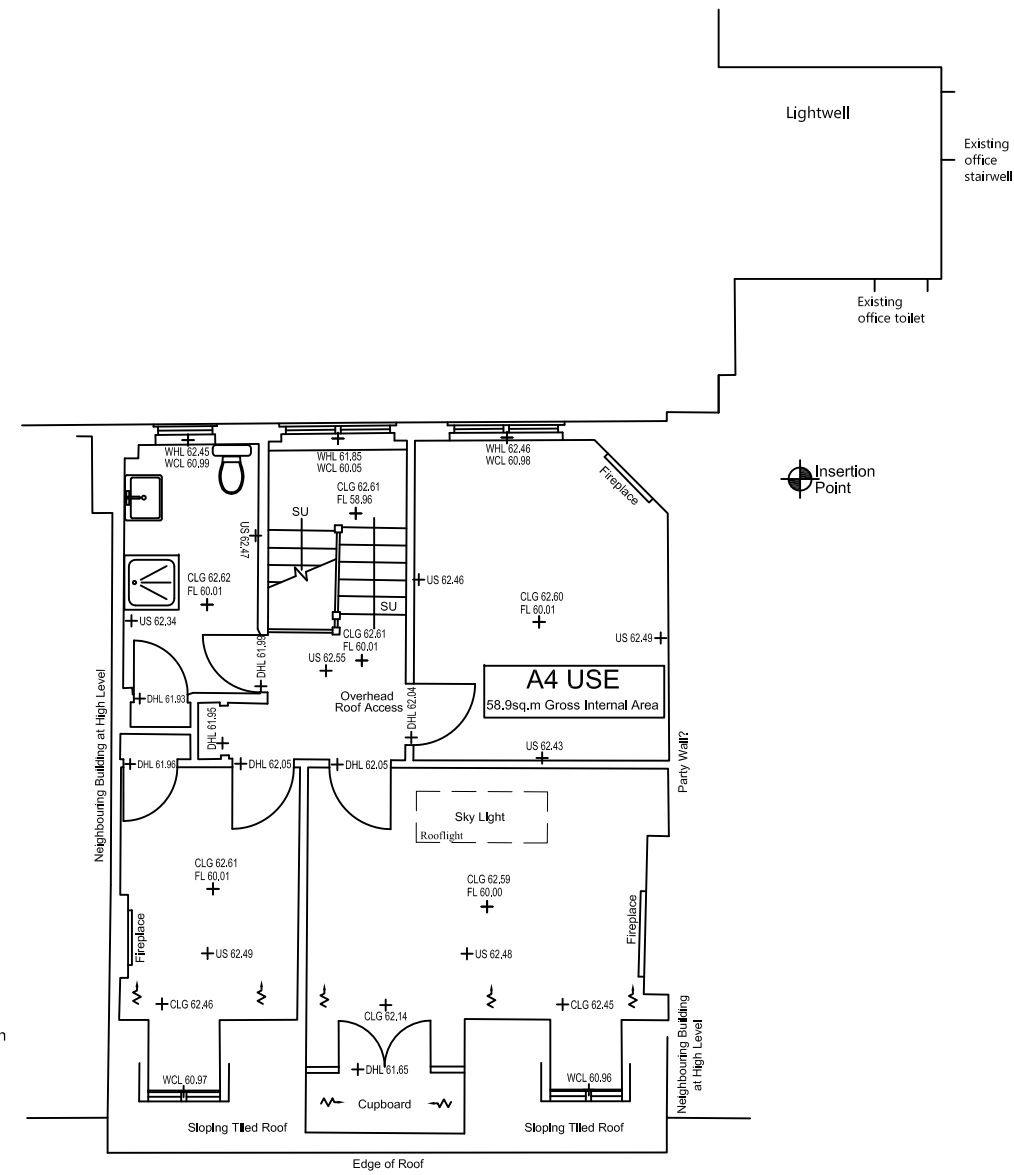 Lightwell
Existing
office
stairwell
Existing
office toilet
Insertion
Point
WHL 62.45
WCL 60.99
WHL 61.85
WCL 60.05
WHL 62.46
WCL 60.98
Fireplace
CLG 62.61
FL 58.96
SU
US 62.47
CLG 62.62
FL 60.01
US 62.46
CLG 62.60
FL 60.01
SU
US 62.34
CLG 62.61
FL 60.01
US 62.49
DHL 61.99
US 62.55
A4 USE
58.9sq.m Gross Internal Area
DHL 61.93
Overhead
Roof Access
DHL 62.04
DHL 61.95
US 62.43
Party Wall?
Neighbouring Building at High Level
DHL 61.96
DHL 62.05
DHL 62.05
Sky Light
Rooflight
CLG 62.61
FL 60.01
CLG 62.59
FL 60.00
Fireplace
Fireplace
US 62.49
US 62.48
CLG 62.46
CLG 62.14
CLG 62.45
Neighbouring Building
at High Level
n
DHL 61.65
WCL 60.97
WCL 60.96
Cupboard
Sloping Tiled Roof
Sloping Tiled Roof
Edge of Roof